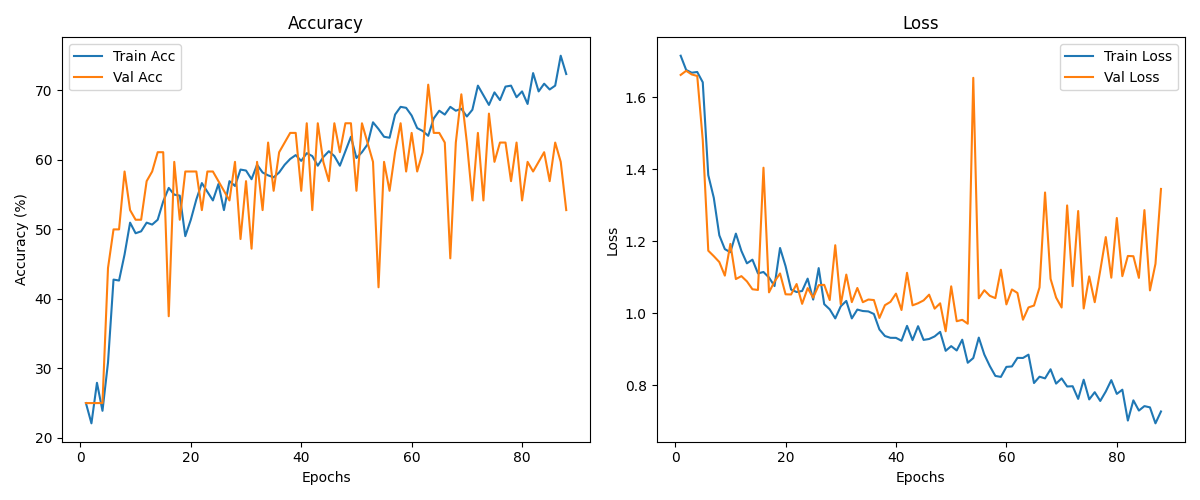 Accuracy
Train Acc
Val Acc
Accuracy (%)
70
60
50
40
30
20
0
20
40
60
80
Epochs
Loss
Train Loss
Val Loss
Loss
1.6
1.4
1.2
1.0
0.8
0
20
40
60
80
Epochs